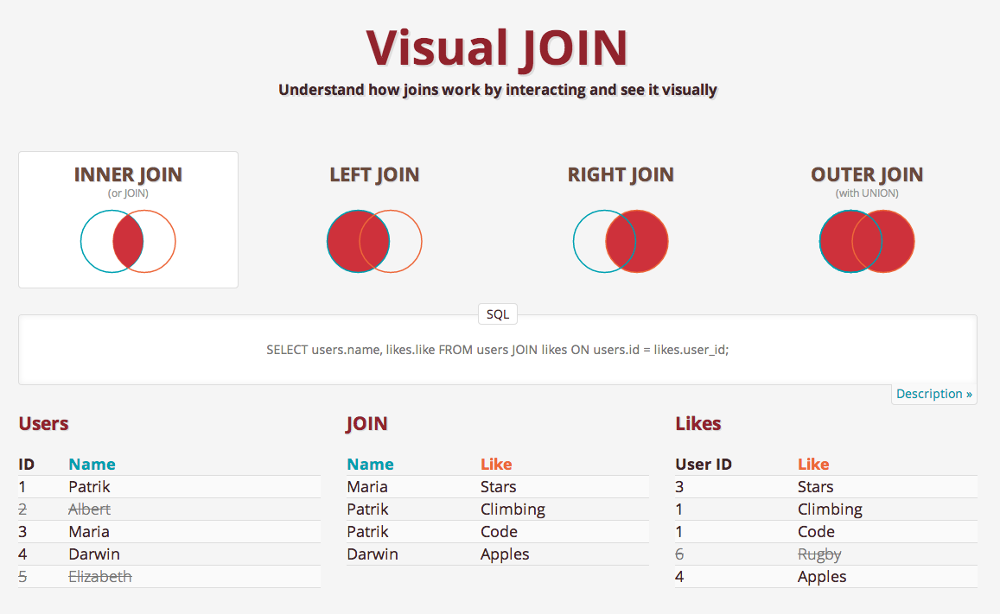 Visual JOIN
Understand how joins work by interacting and see it visually
INNER JOIN
(or JOIN)
LEFT JOIN
RIGHT JOIN
OUTER JOIN
(with UNION)
SQL
SELECT users.name, likes.like FROM users JOIN likes ON users.id = likes.user_id;
Description »
Users
ID Name
1 Patrik
2 Albert
3 Maria
4 Darwin
5 Elizabeth
JOIN
Name Like
Maria Stars
Patrik Climbing
Patrik Code
Darwin Apples
Likes
User ID Like
3 Stars
1 Climbing
1 Code
6 Rugby
4 Apples